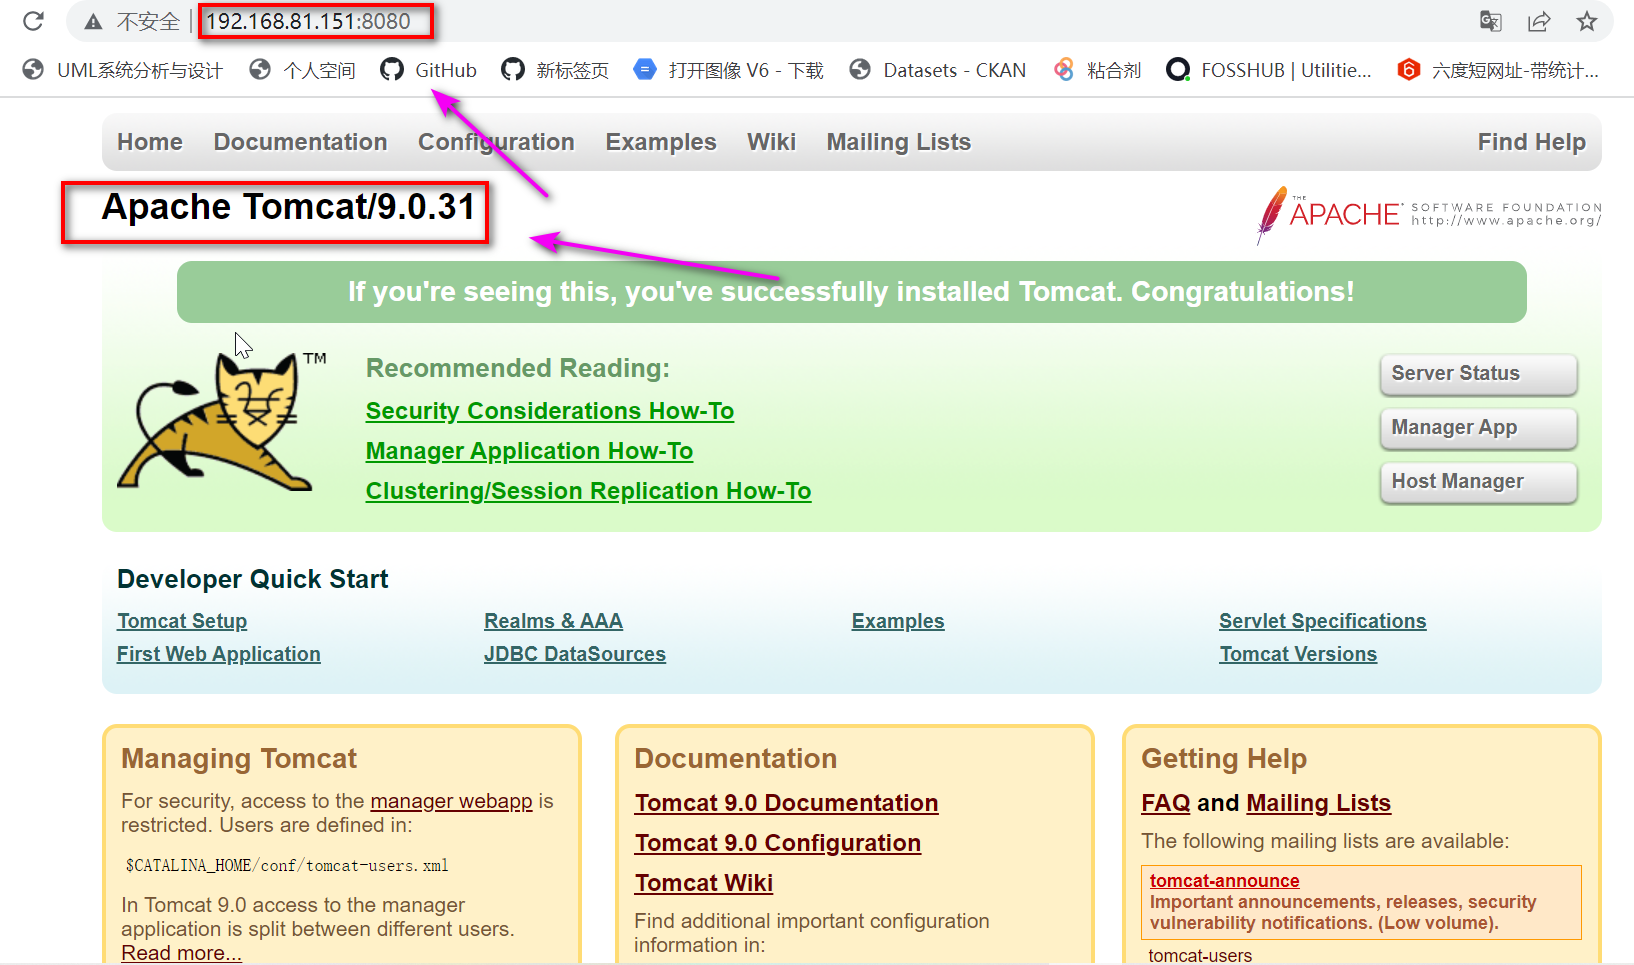 不安全 | 192.168.81.151:8080
UML系统分析与设计 个人空间 GitHub 新标签页 打开图像 V6 - 下载 Datasets - CKAN 粘合剂 FOSSHUB | Utilitie... 六度短网址-带统计...
Home Documentation Configuration Examples Wiki Mailing Lists Find Help
Apache Tomcat/9.0.31
THE APACHE SOFTWARE FOUNDATION
http://www.apache.org/
If you're seeing this, you've successfully installed Tomcat. Congratulations!
TM
Recommended Reading:
Security Considerations How-To
Manager Application How-To
Clustering/Session Replication How-To
Server Status
Manager App
Host Manager
Developer Quick Start
Tomcat Setup Realms & AAA Examples Servlet Specifications
First Web Application JDBC DataSources Tomcat Versions
Managing Tomcat
For security, access to the manager webapp is
restricted. Users are defined in:
$CATALINA_HOME/conf/tomcat-users.xml
In Tomcat 9.0 access to the manager
application is split between different users.
Read more...
Documentation
Tomcat 9.0 Documentation
Tomcat 9.0 Configuration
Tomcat Wiki
Find additional important configuration
information in:
Getting Help
FAQ and Mailing Lists
The following mailing lists are available:
tomcat-announce
Important announcements, releases, security
vulnerability notifications. (Low volume).
tomcat-users